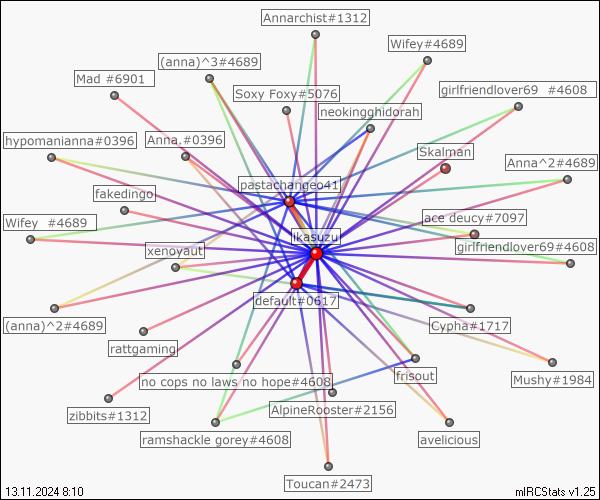 Annarchist#1312
Wifey#4689
(anna)^3#4689
Mad #6901
Soxy Foxy#5076
girlfriendlover69 #4608
neokingghidorah
hypomanianna#0396
Anna.#0396
Skalman
Anna^2#4689
pastachangeo41
fakedingo
Wifey #4689
ace deucy#7097
ikasuzu
girlfriendlover69#4608
xenoyaut
default#0617
(anna)^2#4689
Cypha#1717
rattgaming
frisout
no cops no laws no hope#4608
Mushy#1984
zibbits#1312
AlpineRooster#2156
ramshackle gorey#4608
avelicious
Toucan#2473
13.11.2024 8:10
mIRCStats v1.25